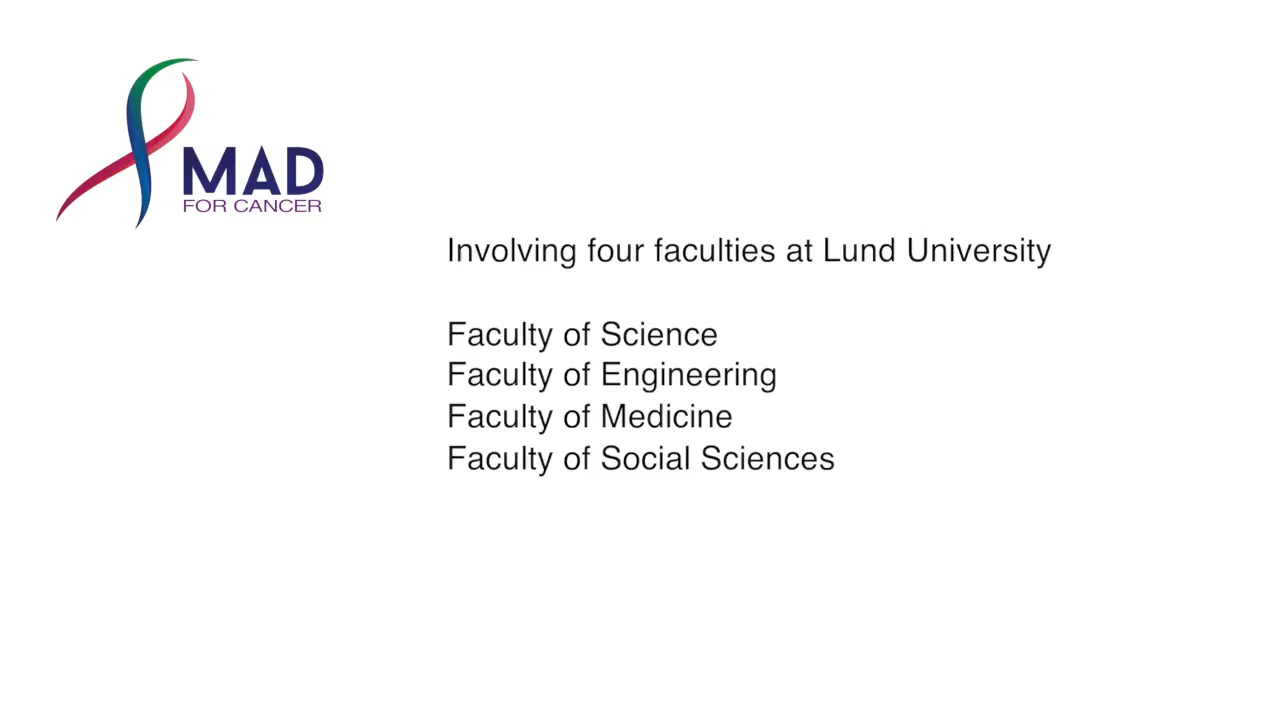 MAD
FOR CANCER
Involving four faculties at Lund University
Faculty of Science
Faculty of Engineering
Faculty of Medicine
Faculty of Social Sciences